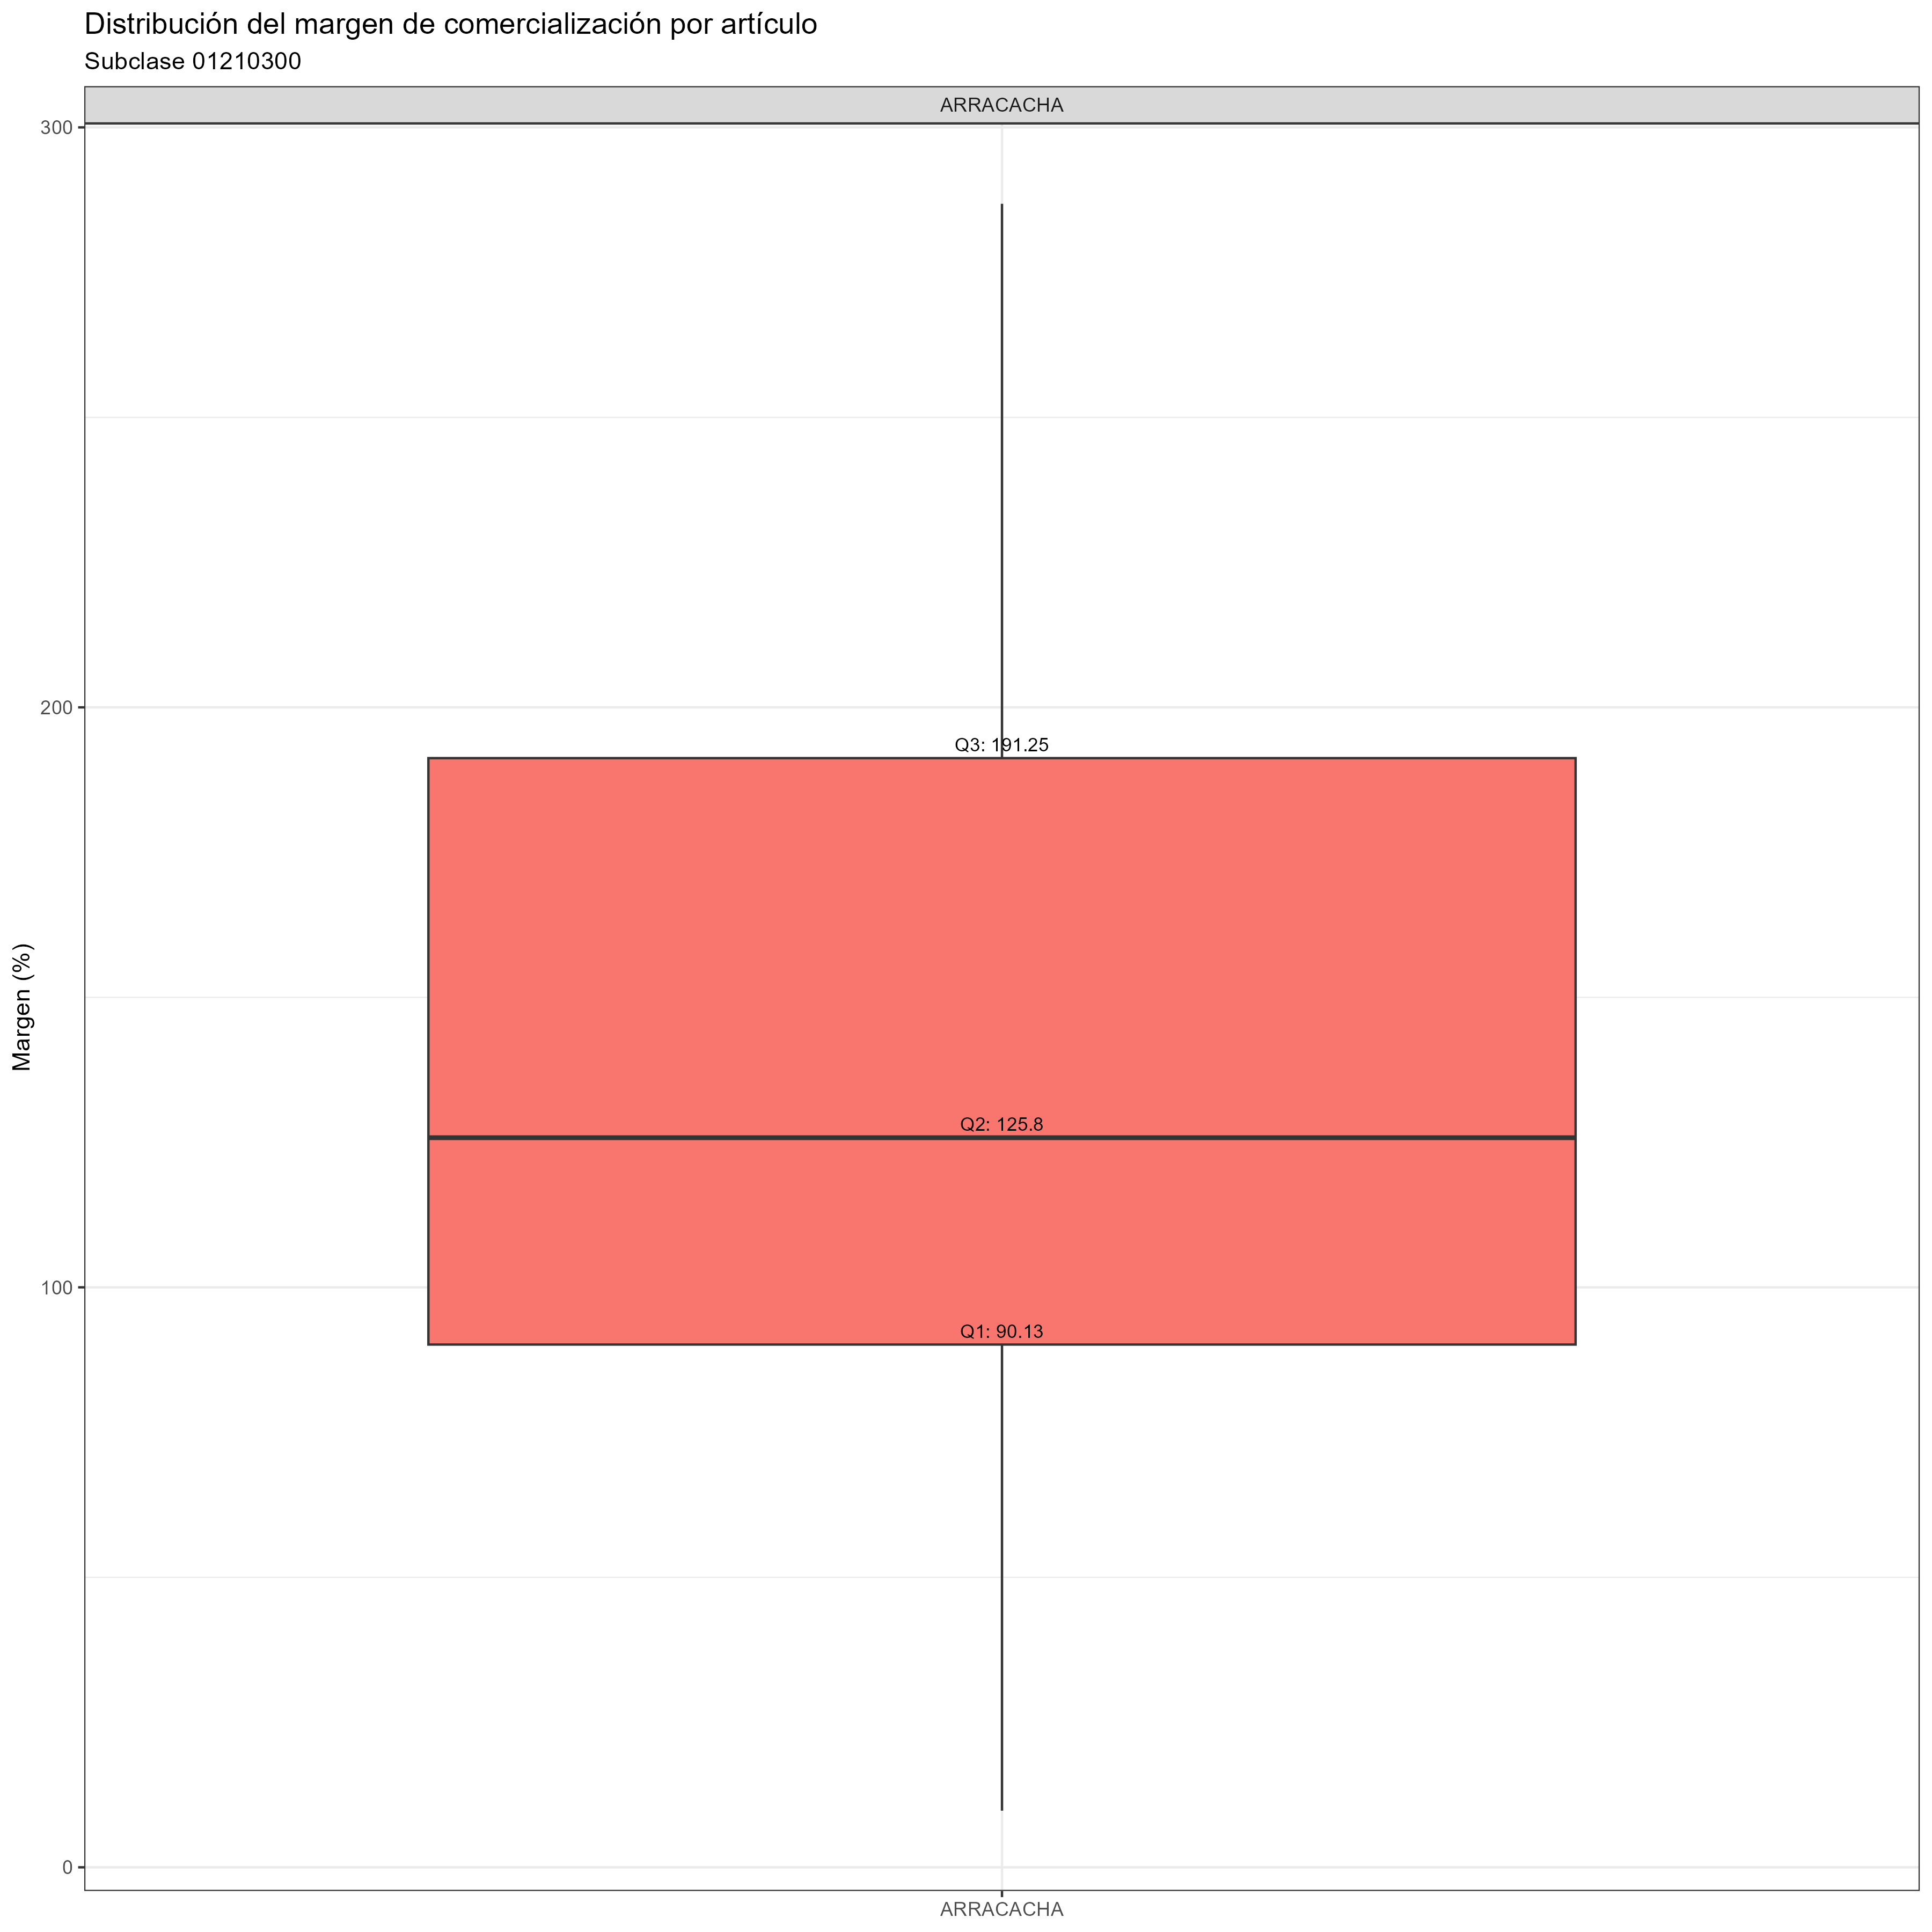 Distribución del margen de comercialización por artículo
Subclase 01210300
ARRACACHA
300
200
100
0
Margen (%)
Q3: 191.25
Q2: 125.8
Q1: 90.13
ARRACACHA